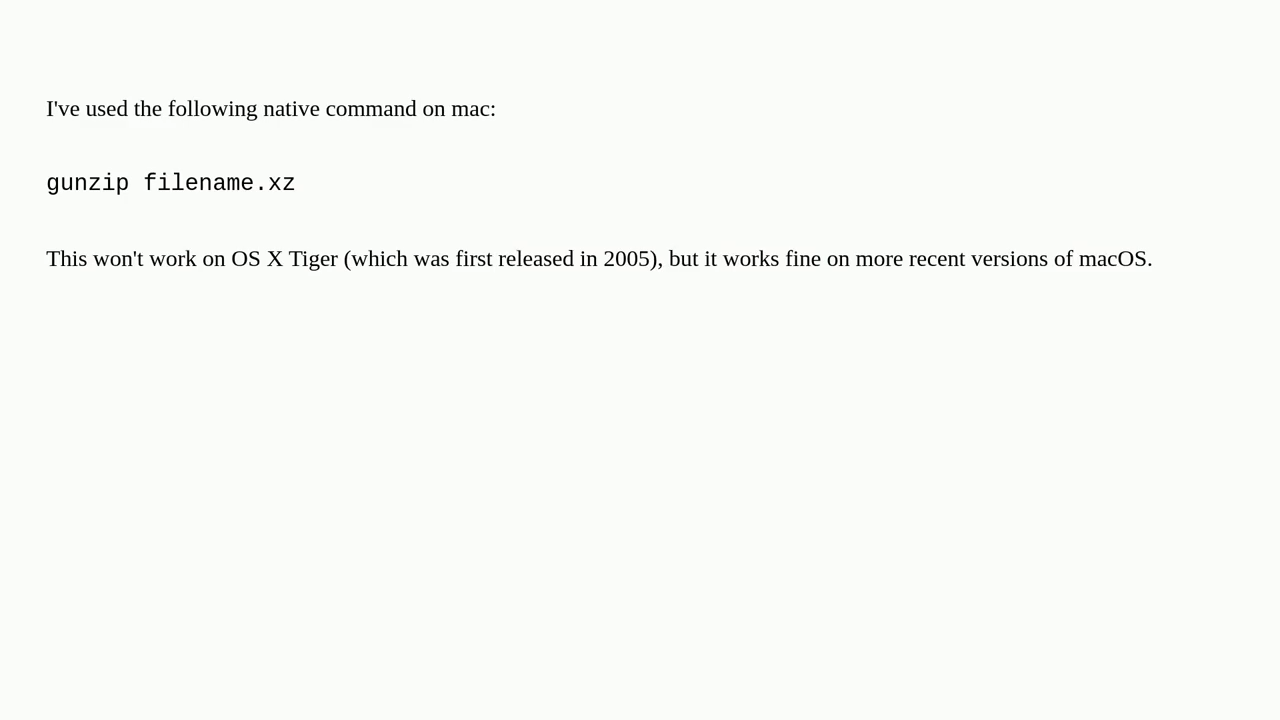 I've used the following native command on mac:
gunzip filename.xz
This won't work on OS X Tiger (which was first released in 2005), but it works fine on more recent versions of macOS.